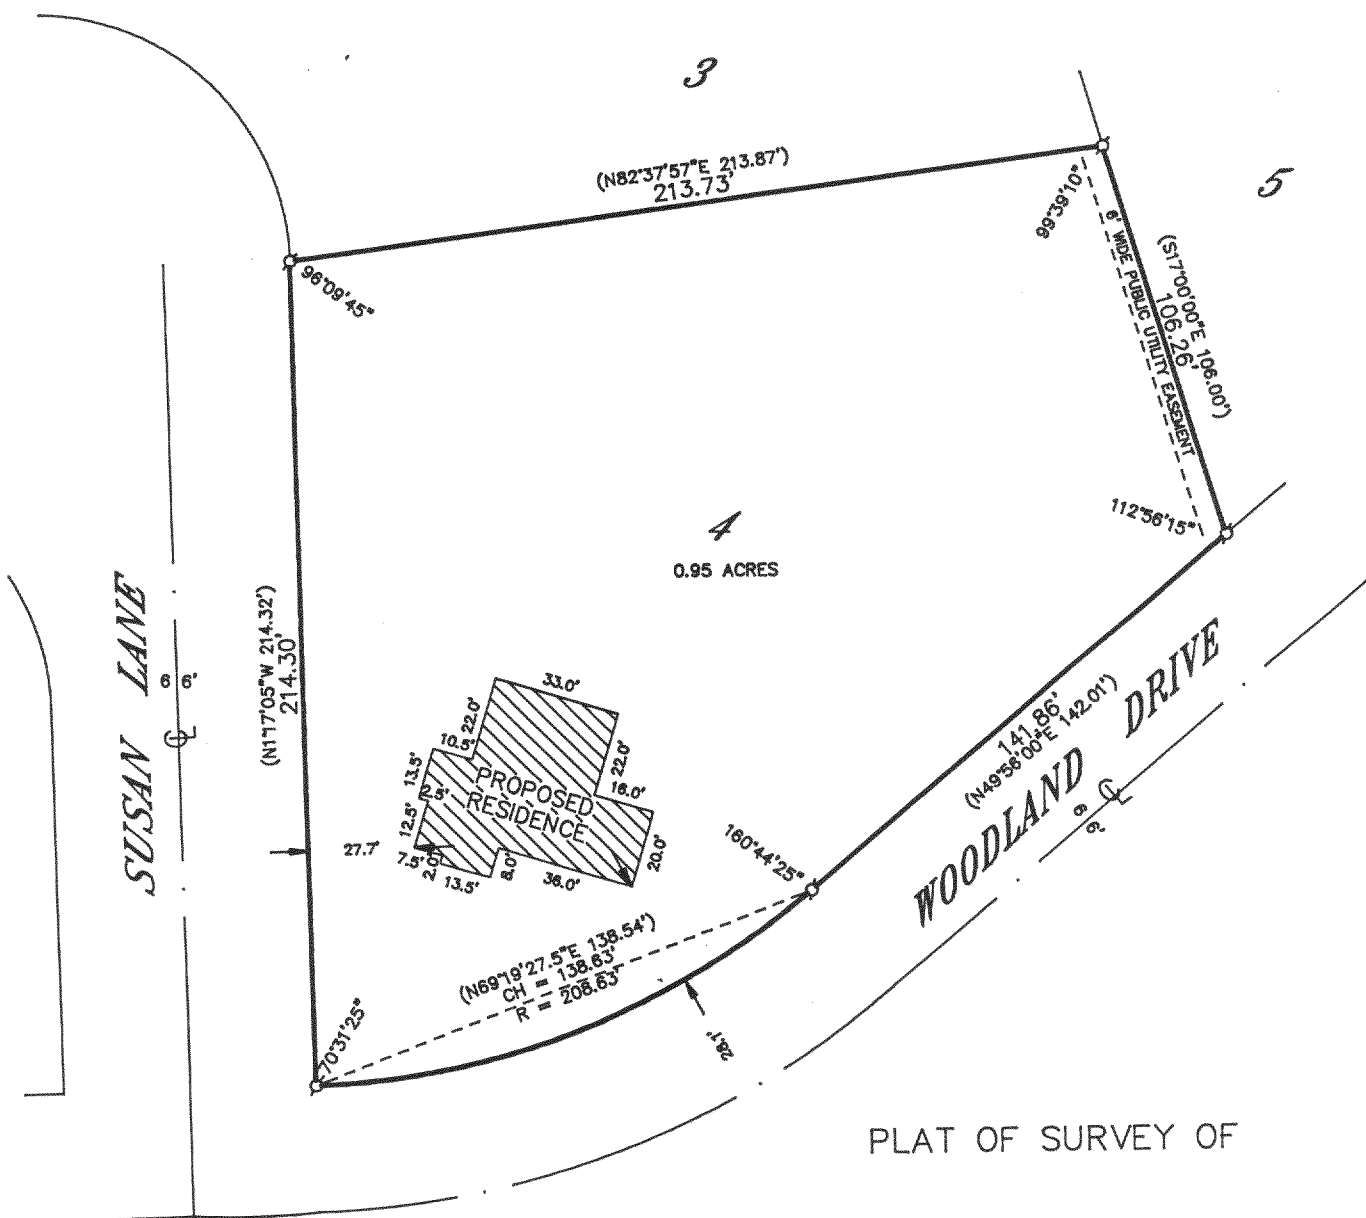 3
(N82°37'57"E 213.87')
213.73'
99°39'10"
5
6' WIDE PUBLIC UTILITY EASEMENT
(S17°00'00"E 106.00')
106.26'
96°09'45"
112°56'15"
4
0.95 ACRES
SUSAN LANE
66'
(N1°17'05"W 214.32')
214.30'
33.0'
22.0'
10.5'
13.5'
2.5'
12.5'
PROPOSED
RESIDENCE
22.0'
16.0'
20.0'
27.7'
7.5'
2.0'
13.5'
8.0'
36.0'
160°44'25"
141.86'
(N49°56'00"E 142.01')
WOODLAND DRIVE
66'
(N69°19'27.5"E 138.54')
CH = 138.63'
R = 208.63'
70°31'25"
28.1'
PLAT OF SURVEY OF